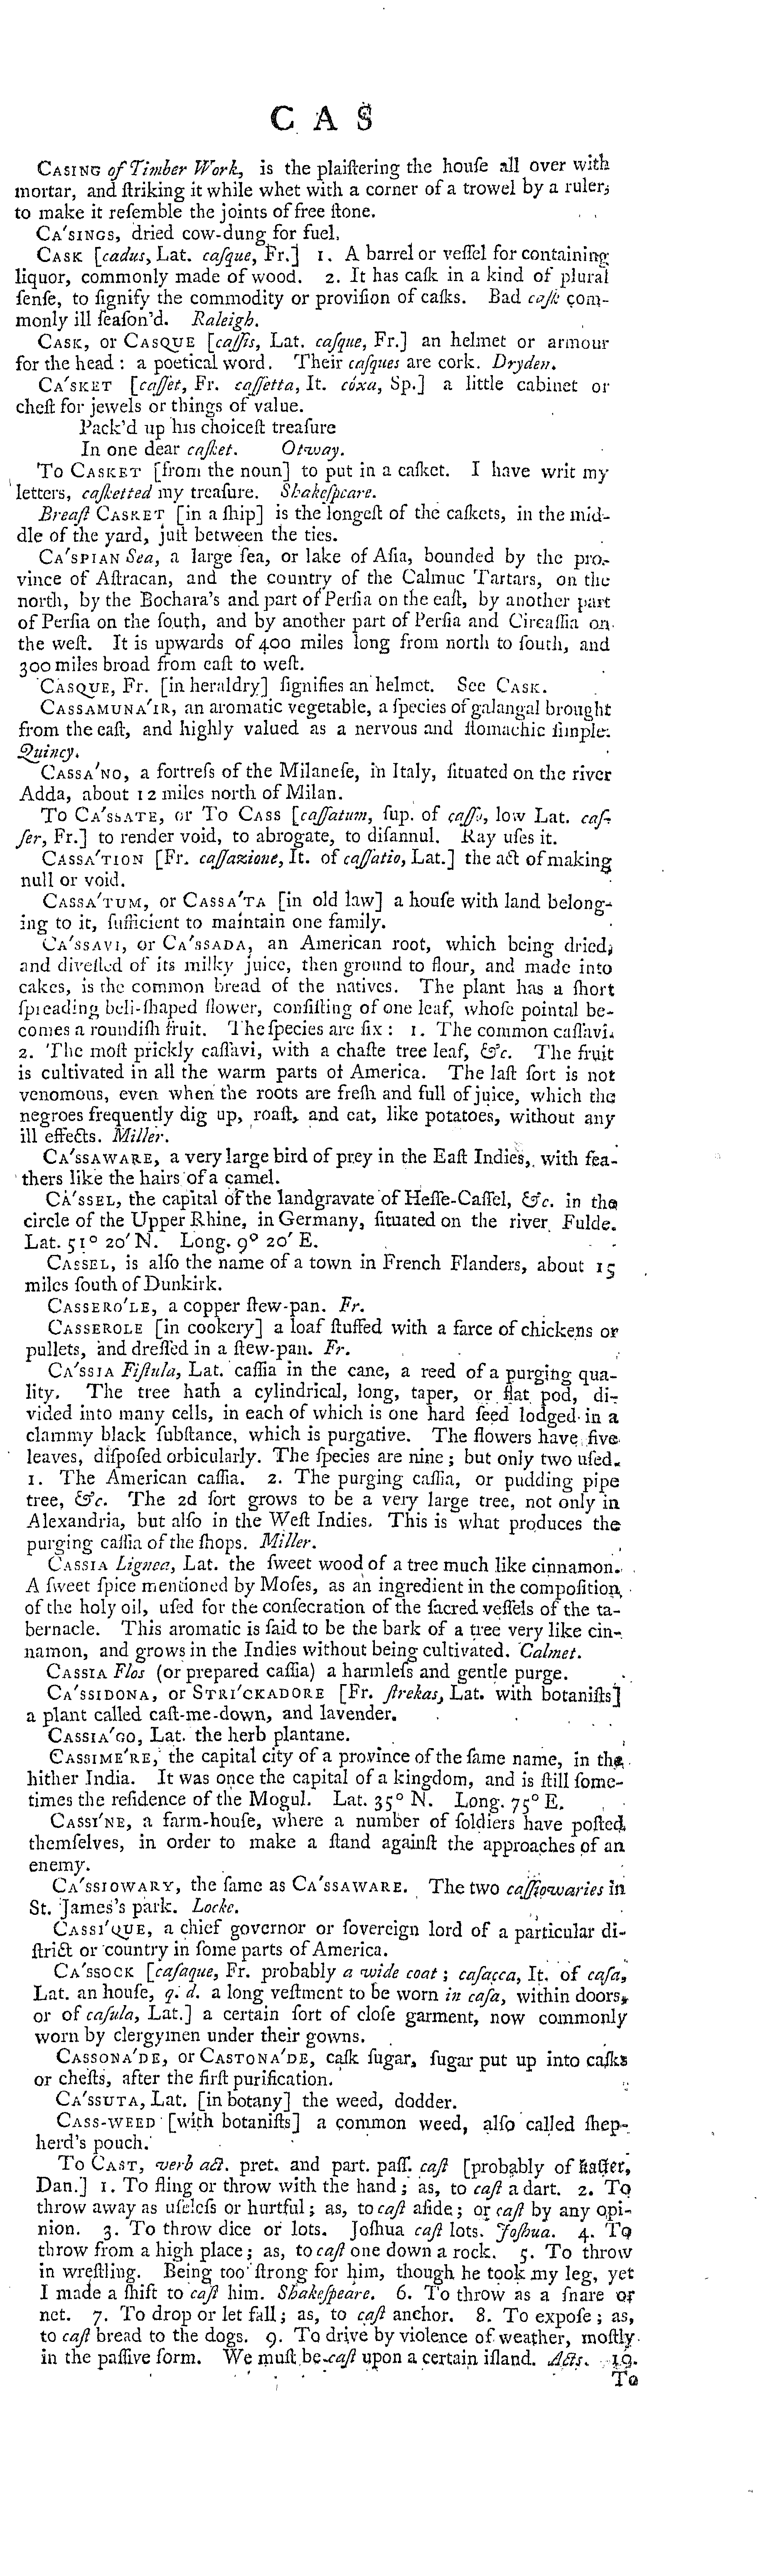 C A S
CASING of Timber Work, is the plaiſtering the houſe all over with
mortar, and ſtriking it while whet with a corner of a trowel by a ruler,
to make it reſemble the joints of free ſtone.
CA'SINGS, dried cow-dung for fuel,
CASK [cadus, Lat. caſque, Fr.] 1. A barrel or veſſel for containing
liquor, commonly made of wood. 2. It has caſk in a kind of plural
ſenſe, to ſignify the commodity or proviſion of caſks. Bad caſk com-
monly ill ſeaſon'd. Raleigh.
CASK, or CASQUE [caſſis, Lat. caſque, Fr.] an helmet or armour
for the head : a poetical word. Their caſques are cork. Dryden.
CA'SKET [caſſet, Fr. caſſetta, It. cóxa, Sp.] a little cabinet or
cheſt for jewels or things of value.
Pack'd up his choiceſt treaſure
In one dear caſket. Otway.
To CASKET [from the noun] to put in a caſket. I have writ my
letters, caſketted my treaſure. Shakeſpeare.
Breaſt CASKET [in a ſhip] is the longeſt of the caſkets, in the mid-
dle of the yard, juſt between the ties.
CA'SPIAN Sea, a large ſea, or lake of Aſia, bounded by the pro-
vince of Aſtracan, and the country of the Calmuc Tartars, on the
north, by the Bochara's and part of Perſia on the eaſt, by another part
of Perſia on the ſouth, and by another part of Perſia and Circaſſia on
the weſt. It is upwards of 400 miles long from north to ſouth, and
300 miles broad from eaſt to weſt.
CASQUE, Fr. [in heraldry] ſignifies an helmet. See CASK.
CASSAMUNA'IR, an aromatic vegetable, a ſpecies of galangal brought
from the eaſt, and highly valued as a nervous and ſtomachic ſimple.
Quincy.
CASSA'NO, a fortreſs of the Milaneſe, in Italy, ſituated on the river
Adda, about 12 miles north of Milan.
To CA'SSATE, or To CASS [caſſatum, ſup. of caſſo, low Lat. caſ-
ſer, Fr.] to render void, to abrogate, to diſannul. Ray uſes it.
CASSA'TION [Fr. caſſazione, It. of caſſatio, Lat.] the act of making
null or void.
CASSA'TUM, or CASSA'TA [in old law] a houſe with land belong-
ing to it, ſufficient to maintain one family.
CA'SSAVI, or CA'SSADA, an American root, which being dried,
and diveſted of its milky juice, then ground to flour, and made into
cakes, is the common bread of the natives. The plant has a ſhort
ſpreading bell-ſhaped flower, conſiſting of one leaf, whoſe pointal be-
comes a roundiſh fruit. The ſpecies are ſix : 1. The common caſſavi.
2. The moſt prickly caſſavi, with a chaſte tree leaf, &c. The fruit
is cultivated in all the warm parts of America. The laſt ſort is not
venomous, even when the roots are freſh and full of juice, which the
negroes frequently dig up, roaſt, and eat, like potatoes, without any
ill effects. Miller.
CA'SSAWARE, a very large bird of prey in the Eaſt Indies, with fea-
thers like the hairs of a camel.
CA'SSEL, the capital of the landgravate of Heſſe-Caſſel, &c. in the
circle of the Upper Rhine, in Germany, ſituated on the river Fulde.
Lat. 51° 20′ N. Long. 9° 20′ E.
CASSEL, is alſo the name of a town in French Flanders, about 15
miles ſouth of Dunkirk.
CASSERO'LE, a copper ſtew-pan. Fr.
CASSEROLE [in cookery] a loaf ſtuffed with a farce of chickens or
pullets, and dreſſed in a ſtew-pan. Fr.
CA'SSIA Fiſtula, Lat. caſſia in the cane, a reed of a purging qua-
lity. The tree hath a cylindrical, long, taper, or flat pod, di-
vided into many cells, in each of which is one hard ſeed lodged in a
clammy black ſubſtance, which is purgative. The flowers have five
leaves, diſpoſed orbicularly. The ſpecies are nine ; but only two uſed.
1. The American caſſia. 2. The purging caſſia, or pudding pipe
tree, &c. The 2d ſort grows to be a very large tree, not only in
Alexandria, but alſo in the Weſt Indies. This is what produces the
purging caſſia of the ſhops. Miller.
CASSIA Lignea, Lat. the ſweet wood of a tree much like cinnamon.
A ſweet ſpice mentioned by Moſes, as an ingredient in the compoſition
of the holy oil, uſed for the conſecration of the ſacred veſſels of the ta-
bernacle. This aromatic is ſaid to be the bark of a tree very like cin-
namon, and grows in the Indies without being cultivated. Calmet.
CASSIA Flos (or prepared caſſia) a harmleſs and gentle purge.
CA'SSIDONA, or STRI'CKADORE [Fr. ſtrekas, Lat. with botaniſts]
a plant called caſt-me-down, and lavender.
CASSIA'GO, Lat. the herb plantane.
CASSIME'RE, the capital city of a province of the ſame name, in the
hither India. It was once the capital of a kingdom, and is ſtill ſome-
times the reſidence of the Mogul. Lat. 35° N. Long. 75° E.
CASSI'NE, a farm-houſe, where a number of ſoldiers have poſted
themſelves, in order to make a ſtand againſt the approaches of an
enemy.
CA'SSIOWARY, the ſame as CA'SSAWARE. The two caſſiowaries in
St. James's park. Locke.
CASSI'QUE, a chief governor or ſovereign lord of a particular di-
ſtrict or country in ſome parts of America.
CA'SSOCK [caſaque, Fr. probably a wide coat ; caſacca, It. of caſa,
Lat. an houſe, q. d. a long veſtment to be worn in caſa, within doors,
or of caſula, Lat.] a certain ſort of cloſe garment, now commonly
worn by clergymen under their gowns.
CASSONA'DE, or CASTONA'DE, caſk ſugar, ſugar put up into caſks
or cheſts, after the firſt purification.
CA'SSUTA, Lat. [in botany] the weed, dodder.
CASS-WEED [with botaniſts] a common weed, alſo called ſhep-
herd's pouch.
To CAST, verb act. pret. and part. paſſ. caſt [probably of kaſter,
Dan.] 1. To fling or throw with the hand ; as, to caſt a dart. 2. To
throw away as uſeleſs or hurtful ; as, to caſt aſide ; or caſt by any opi-
nion. 3. To throw dice or lots. Joſhua caſt lots. Joſhua. 4. To
throw from a high place ; as, to caſt one down a rock. 5. To throw
in wreſtling. Being too ſtrong for him, though he took my leg, yet
I made a ſhift to caſt him. Shakeſpeare. 6. To throw as a ſnare or
net. 7. To drop or let fall ; as, to caſt anchor. 8. To expoſe ; as,
to caſt bread to the dogs. 9. To drive by violence of weather, moſtly
in the paſſive form. We muſt be caſt upon a certain iſland. Acts. 19.
To